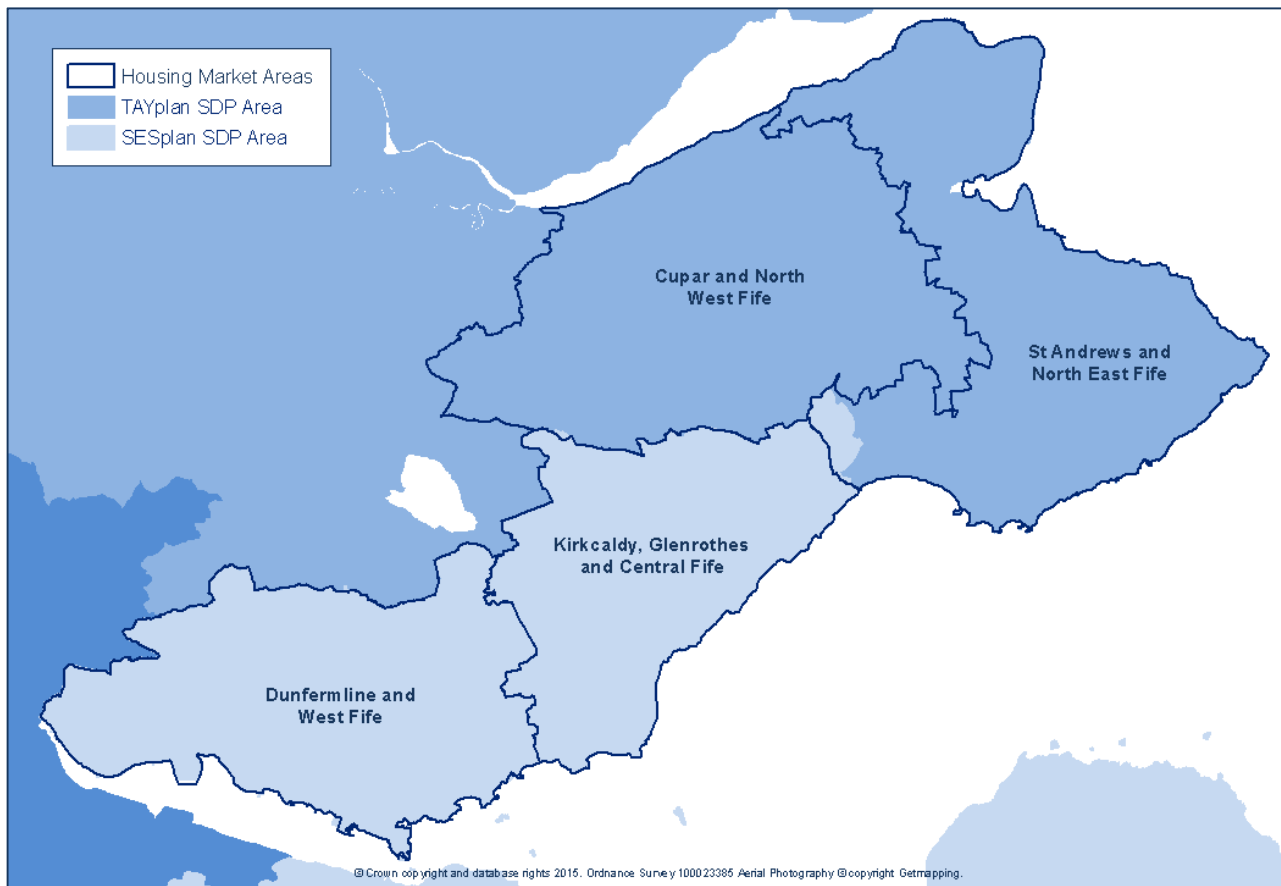 Housing Market Areas
TAYplan SDP Area
SESplan SDP Area
Cupar and North
West Fife
St Andrews and
North East Fife
Kirkcaldy, Glenrothes
and Central Fife
Dunfermline and
West Fife
© Crown copyright and database rights 2015. Ordnance Survey 100023385 Aerial Photography © copyright Getmapping.